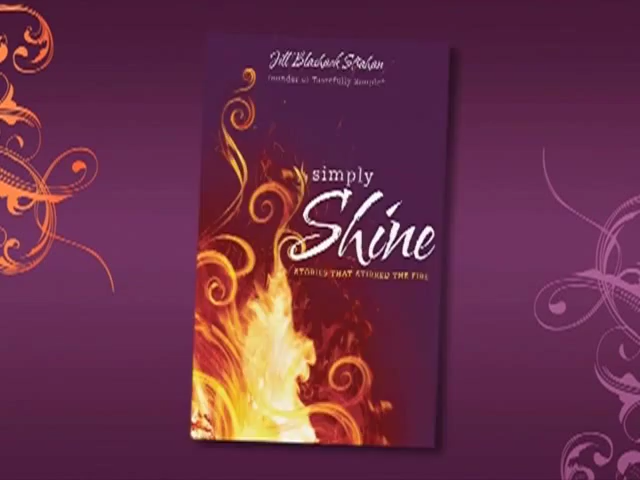 Jill Blashack Strahan
founder of Tastefully Simple
simply
Shine
STORIES THAT STIRRED THE FIRE